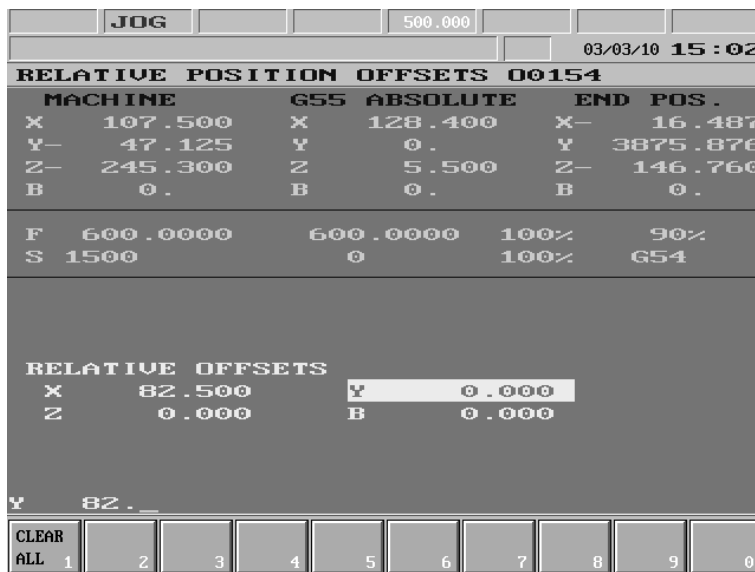 JOG 500.000
03/03/10 15:02
RELATIVE POSITION OFFSETS O0154
MACHINE G55 ABSOLUTE END POS.
X 107.500 X 128.400 X- 16.487
Y- 47.125 Y 0. Y 3875.876
Z- 245.300 Z 5.500 Z- 146.760
B 0. B 0. B 0.
F 600.0000 600.0000 100% 90%
S 1500 0 100% G54
RELATIVE OFFSETS
X 82.500 Y 0.000
Z 0.000 B 0.000
Y 82._
CLEAR
ALL 1 2 3 4 5 6 7 8 9 0